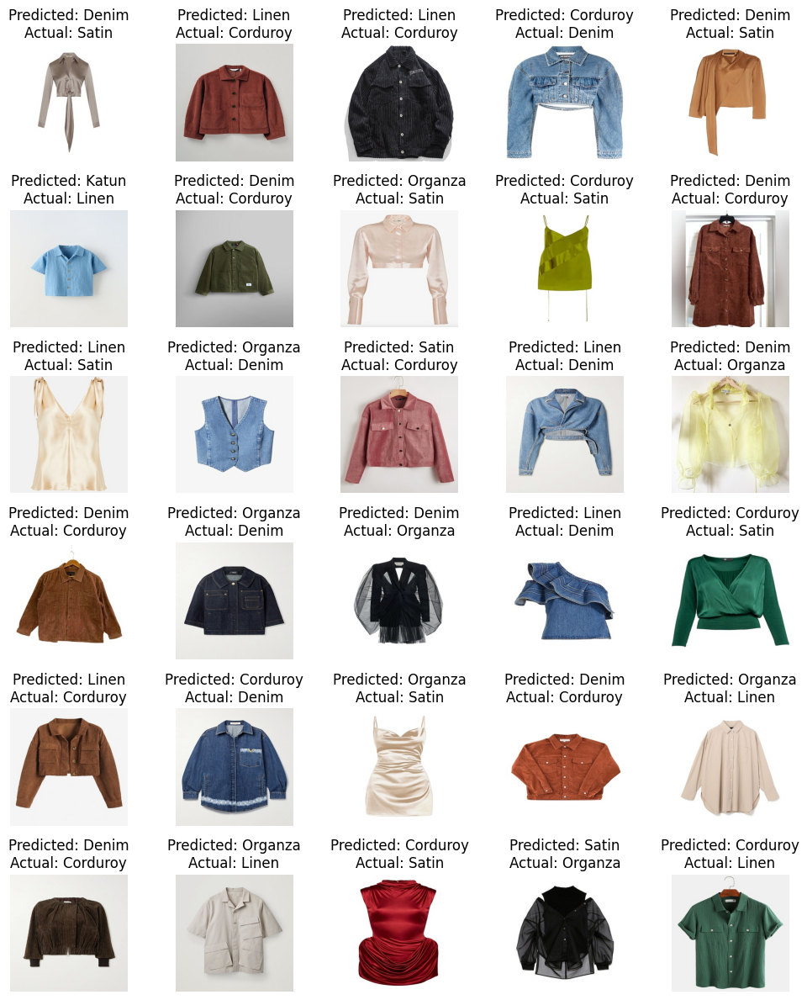 Predicted: Denim
Actual: Satin
Predicted: Linen
Actual: Corduroy
Predicted: Linen
Actual: Corduroy
Predicted: Corduroy
Actual: Denim
Predicted: Denim
Actual: Satin
Predicted: Katun
Actual: Linen
Predicted: Denim
Actual: Corduroy
Predicted: Organza
Actual: Satin
Predicted: Corduroy
Actual: Satin
Predicted: Denim
Actual: Corduroy
Predicted: Linen
Actual: Satin
Predicted: Organza
Actual: Denim
Predicted: Satin
Actual: Corduroy
Predicted: Linen
Actual: Denim
Predicted: Denim
Actual: Organza
Predicted: Denim
Actual: Corduroy
Predicted: Organza
Actual: Denim
Predicted: Denim
Actual: Organza
Predicted: Linen
Actual: Denim
Predicted: Corduroy
Actual: Satin
Predicted: Linen
Actual: Corduroy
Predicted: Corduroy
Actual: Denim
Predicted: Organza
Actual: Satin
Predicted: Denim
Actual: Corduroy
Predicted: Organza
Actual: Linen
Predicted: Denim
Actual: Corduroy
Predicted: Organza
Actual: Linen
Predicted: Corduroy
Actual: Satin
Predicted: Satin
Actual: Organza
Predicted: Corduroy
Actual: Linen